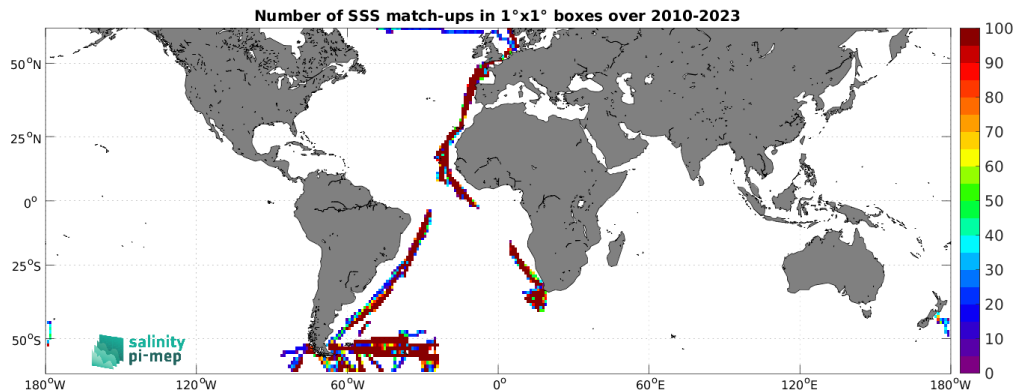 Number of SSS match-ups in 1°x1° boxes over 2010-2023
50°N
25°N
0°
25°S
50°S
180°W 120°W 60°W 0° 60°E 120°E 180°W
100
90
80
70
60
50
40
30
20
10
0
salinity
pi-mep